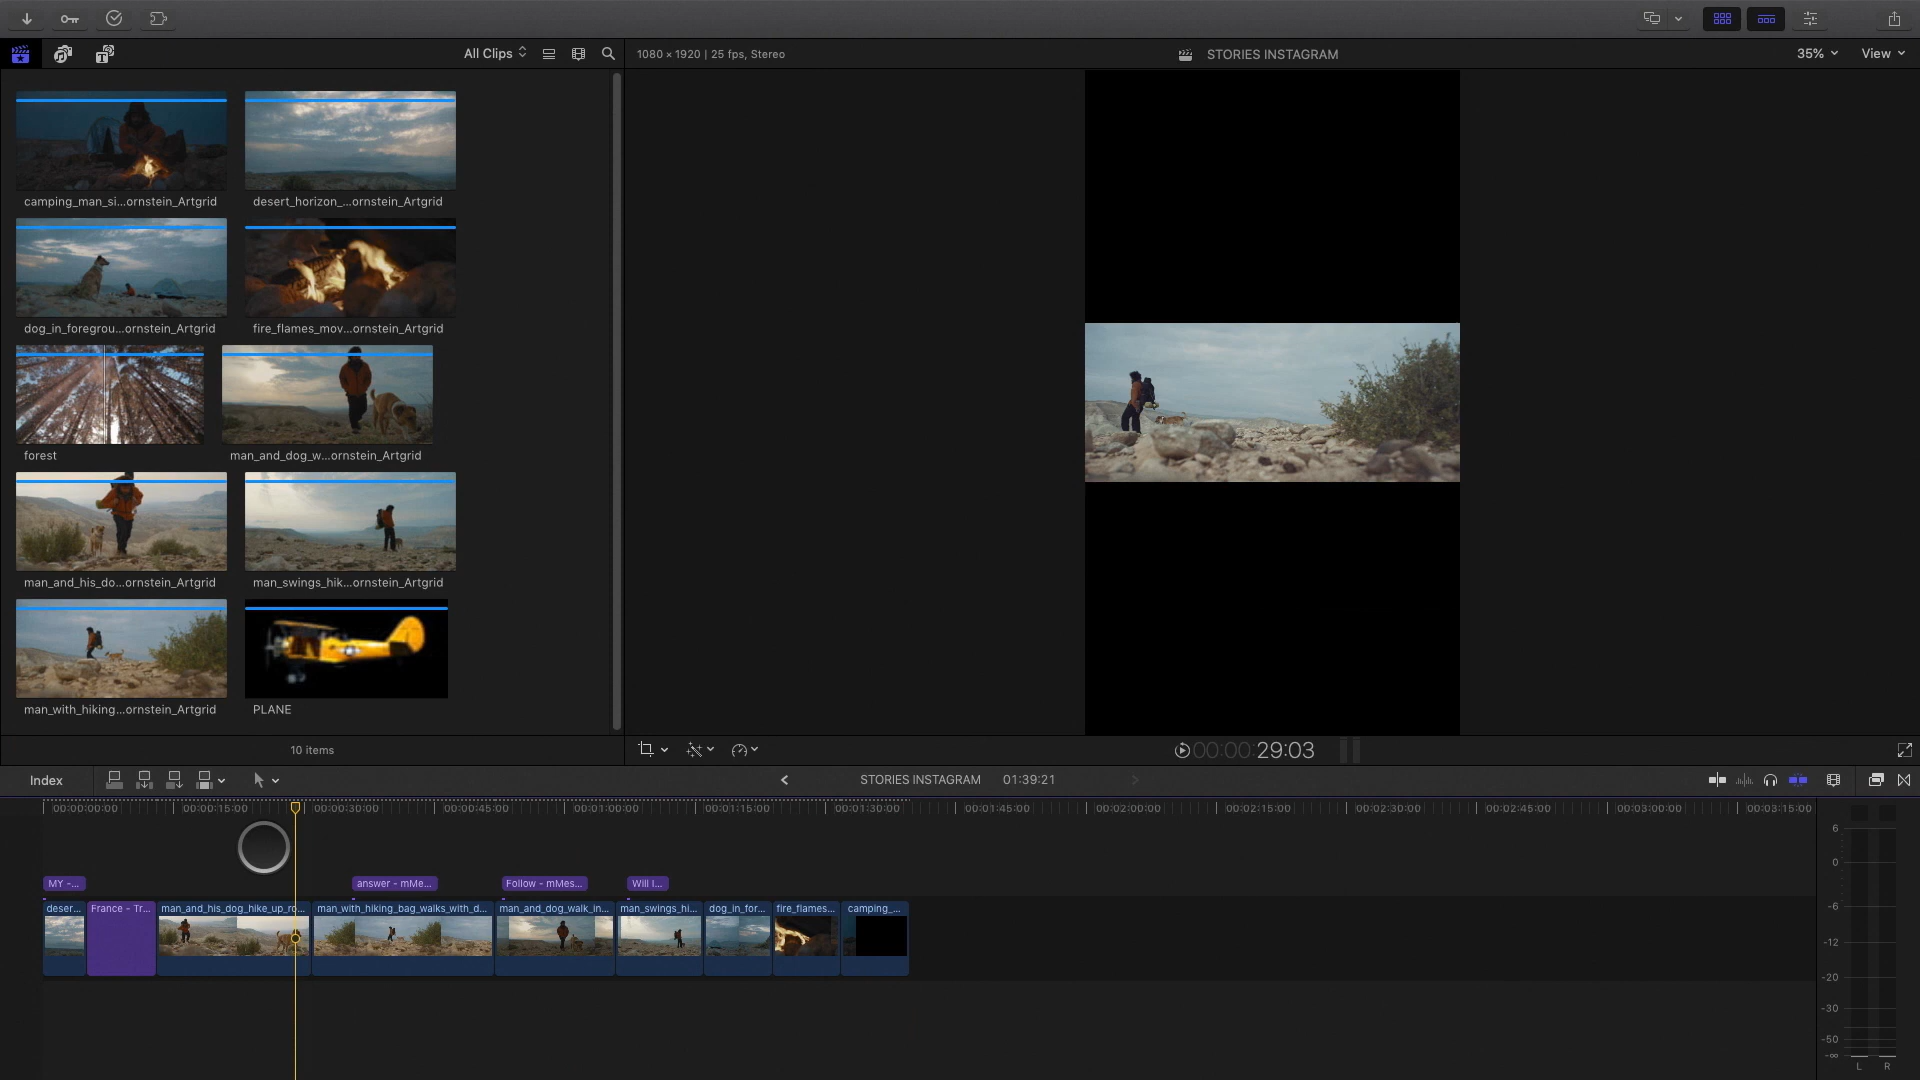 All Clips
1080 × 1920 | 25 fps, Stereo
STORIES INSTAGRAM
35%
View
camping_man_si...ornstein_Artgrid
desert_horizon_...ornstein_Artgrid
dog_in_foregrou...ornstein_Artgrid
fire_flames_mov...ornstein_Artgrid
forest
man_and_dog_w...ornstein_Artgrid
man_and_his_do...ornstein_Artgrid
man_swings_hik...ornstein_Artgrid
man_with_hiking...ornstein_Artgrid
PLANE
10 items
00:00:29:03
Index
STORIES INSTAGRAM
01:39:21
00:00:00:00
00:00:15:00
00:00:30:00
00:00:45:00
00:01:00:00
00:01:15:00
00:01:30:00
00:01:45:00
00:02:00:00
00:02:15:00
00:02:30:00
00:02:45:00
00:03:00:00
00:03:15:00
MY -...
answer - mMe...
Follow - mMes...
Will I...
deser...
France - Tr...
man_and_his_dog_hike_up_ro...
man_with_hiking_bag_walks_with_d...
man_and_dog_walk_in...
man_swings_hi...
dog_in_for...
fire_flames...
camping_...
6
0
-6
-12
-20
-30
-50
-∞
L R